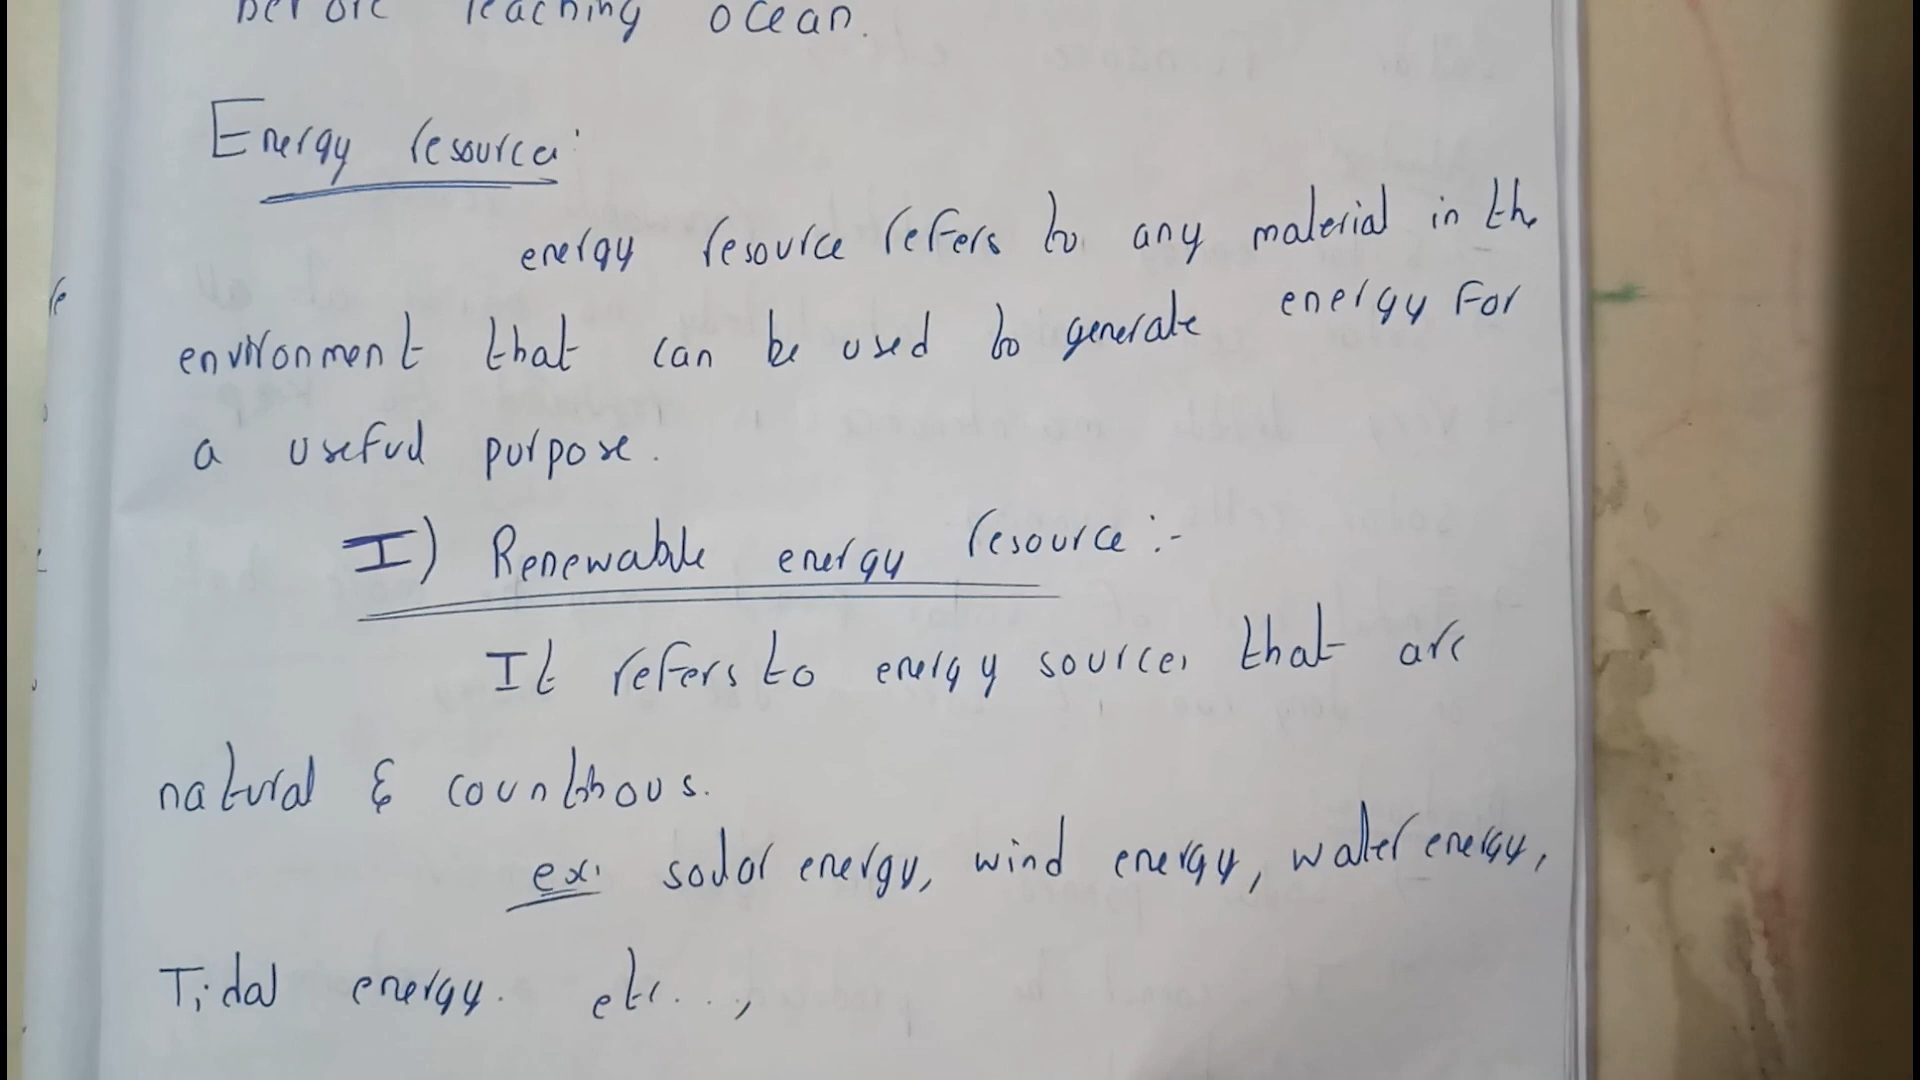 before reaching ocean.
Energy resource:
energy resource refers to any material in the
environment that can be used to generate energy for
a useful purpose.
I) Renewable energy resource :-
It refers to energy sources that are
natural & countinous.
ex: solar energy, wind energy, water energy,
Tidal energy. etc...,